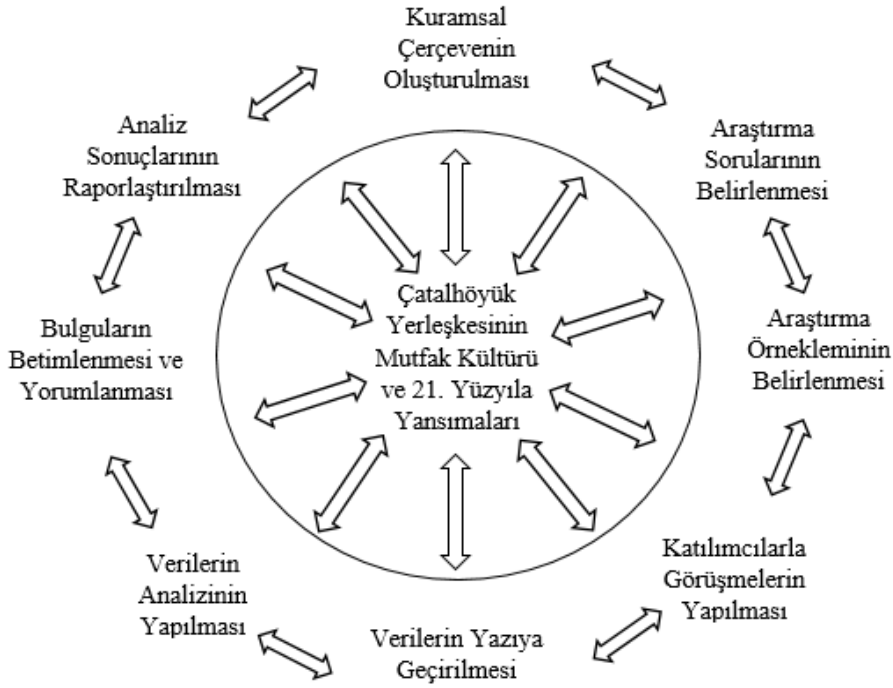 Kuramsal
Çerçevenin
Oluşturulması
Araştırma
Sorularının
Belirlenmesi
Araştırma
Örnekleminin
Belirlenmesi
Katılımcılarla
Görüşmelerin
Yapılması
Verilerin Yazıya
Geçirilmesi
Verilerin
Analizinin
Yapılması
Bulguların
Betimlenmesi ve
Yorumlanması
Analiz
Sonuçlarının
Raporlaştırılması
Çatalhöyük
Yerleşkesinin
Mutfak Kültürü
ve 21. Yüzyıla
Yansımaları